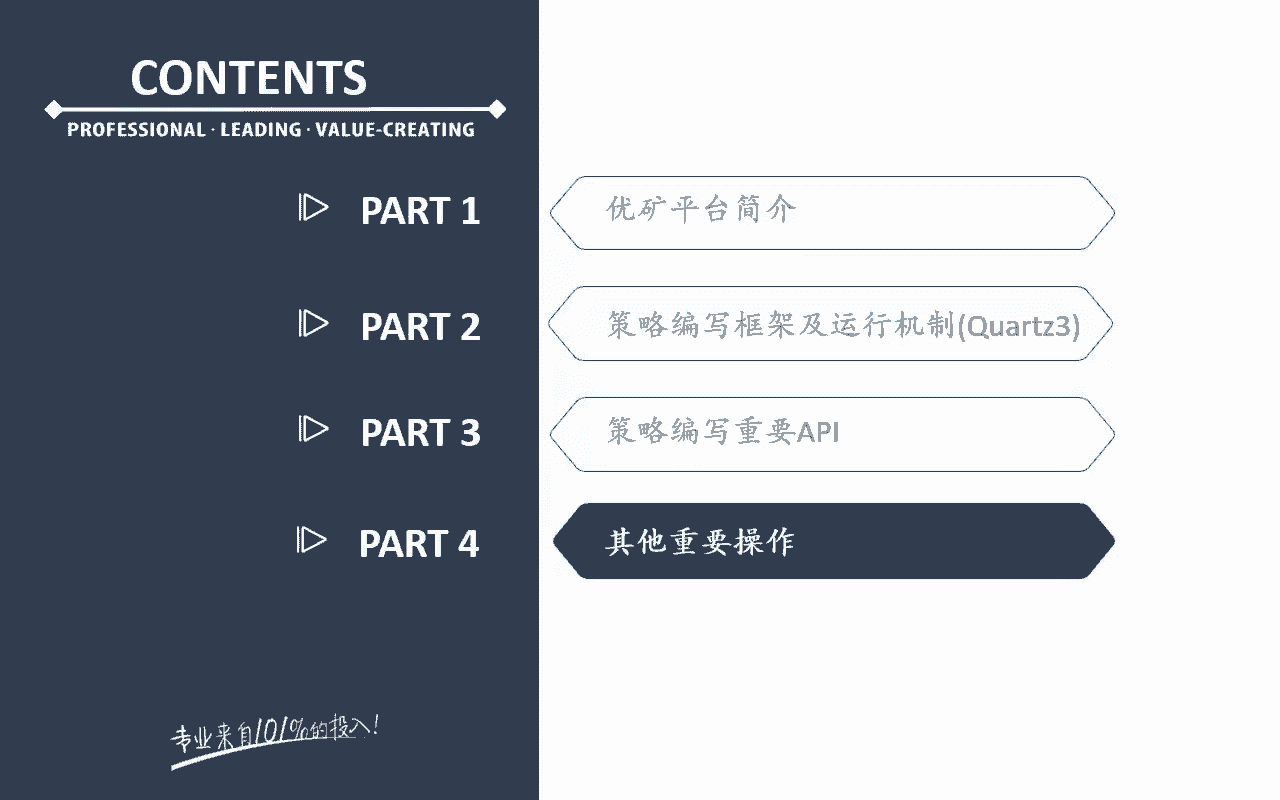 CONTENTS
PROFESSIONAL · LEADING · VALUE-CREATING
PART 1
优矿平台简介
PART 2
策略编写框架及运行机制(Quartz3)
PART 3
策略编写重要API
PART 4
其他重要操作
专业来自101%的投入!